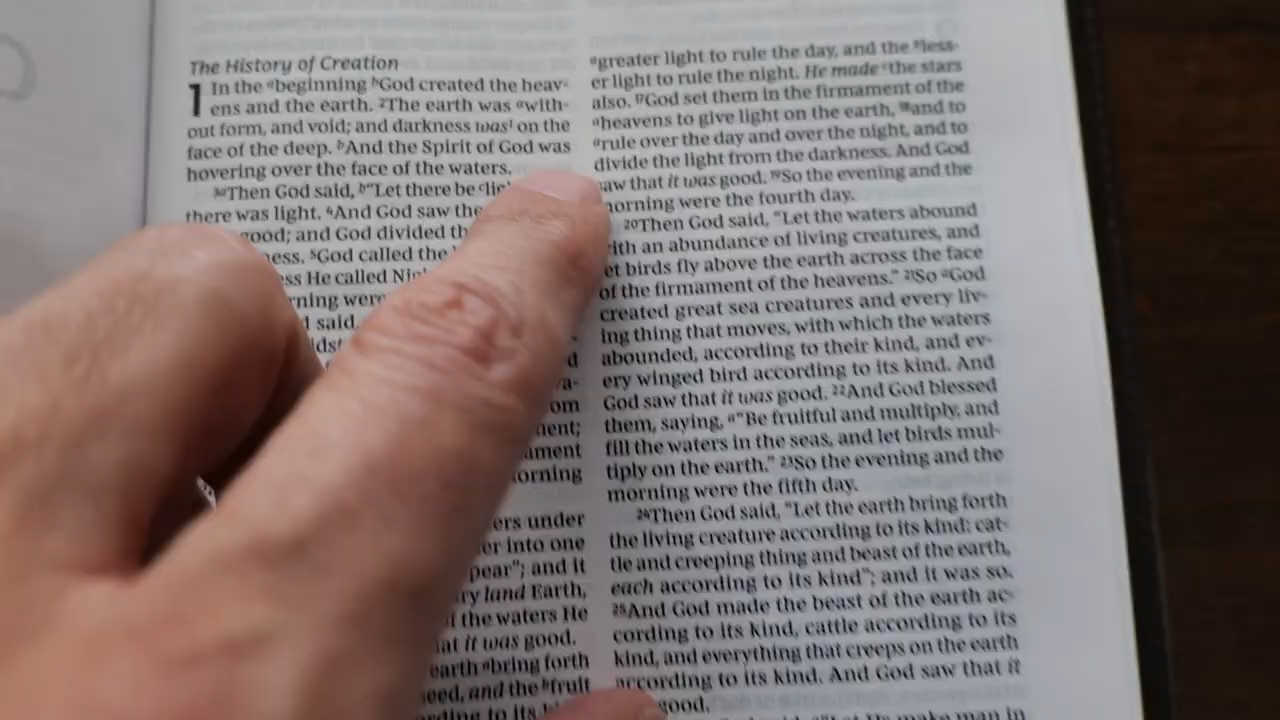 The History of Creation
1 In the ᵃbeginning ᵇGod created the heav-
ens and the earth. ²The earth was ᵃwith-
out form, and void; and darkness was¹ on the
face of the deep. ᵇAnd the Spirit of God was
hovering over the face of the waters.
³ᵃThen God said, ᵇ"Let there be
there was light. ⁴And God saw the
good; and God divided
⁵God called the
He called
were
said,
om
ment;
orning
under
into one
pear"; and it
land Earth,
the waters He
it was good.
earth ᵃbring forth
and the ᵇfruit
to its
ᵃgreater light to rule the day, and the ᵇless-
er light to rule the night. He made ᶜthe stars
also. ¹⁷God set them in the firmament of the
ᵃheavens to give light on the earth, ¹⁸and to
ᵃrule over the day and over the night, and to
divide the light from the darkness. And God
saw that it was good. ¹⁹So the evening and the
morning were the fourth day.
²⁰Then God said, "Let the waters abound
with an abundance of living creatures, and
let birds fly above the earth across the face
of the firmament of the heavens." ²¹So ᵃGod
created great sea creatures and every liv-
ing thing that moves, with which the waters
abounded, according to their kind, and ev-
ery winged bird according to its kind. And
God saw that it was good. ²²And God blessed
them, saying, ᵃ"Be fruitful and multiply, and
fill the waters in the seas, and let birds mul-
tiply on the earth." ²³So the evening and the
morning were the fifth day.
²⁴Then God said, "Let the earth bring forth
the living creature according to its kind: cat-
tle and creeping thing and beast of the earth,
each according to its kind"; and it was so.
²⁵And God made the beast of the earth ac-
cording to its kind, cattle according to its
kind, and everything that creeps on the earth
according to its kind. And God saw that it
good.
make man in